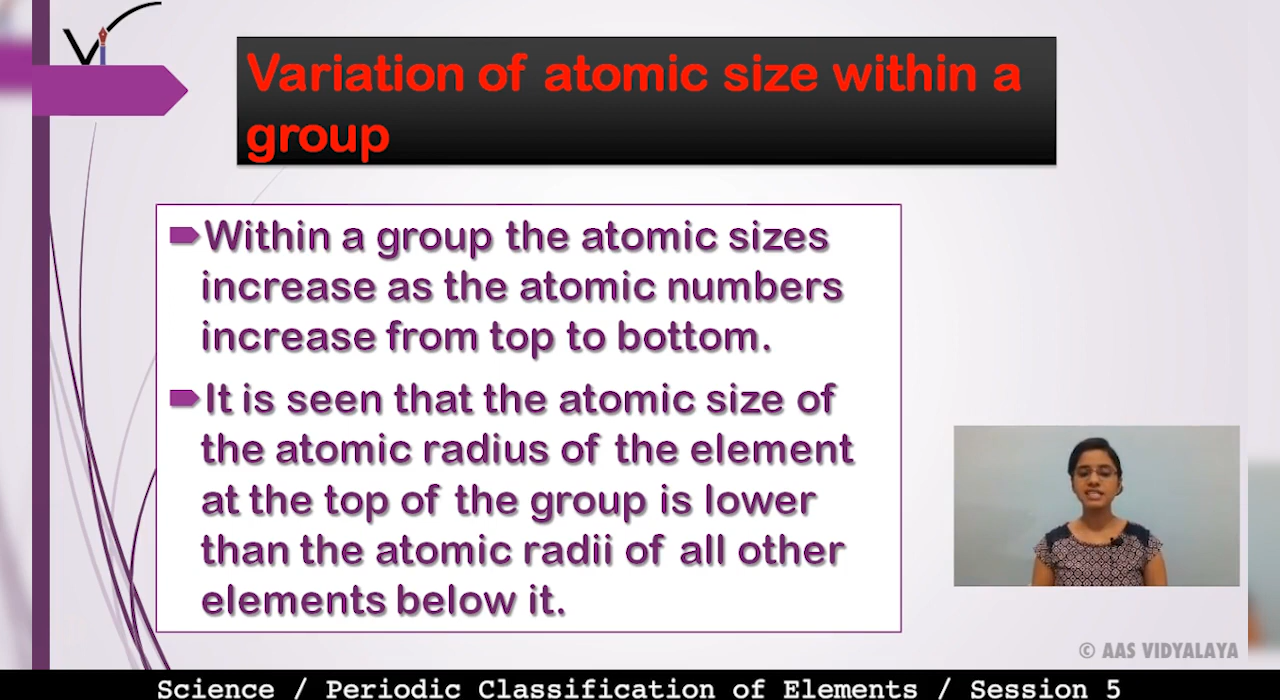 Vi
Variation of atomic size within a
group
Within a group the atomic sizes
increase as the atomic numbers
increase from top to bottom.
It is seen that the atomic size of
the atomic radius of the element
at the top of the group is lower
than the atomic radii of all other
elements below it.
© AAS VIDYALAYA
Science / Periodic Classification of Elements / Session 5